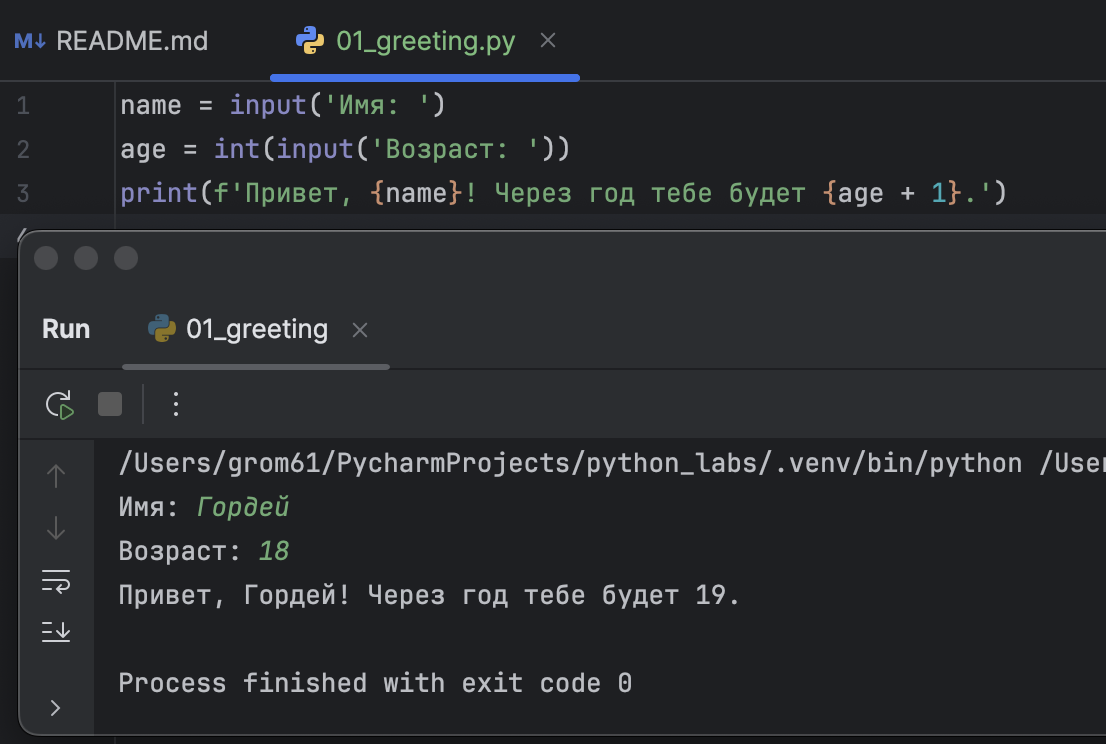 M↓ README.md 01_greeting.py
1 name = input('Имя: ')
2 age = int(input('Возраст: '))
3 print(f'Привет, {name}! Через год тебе будет {age + 1}.')
Run 01_greeting
/Users/grom61/PycharmProjects/python_labs/.venv/bin/python /User
Имя: Гордей
Возраст: 18
Привет, Гордей! Через год тебе будет 19.
Process finished with exit code 0